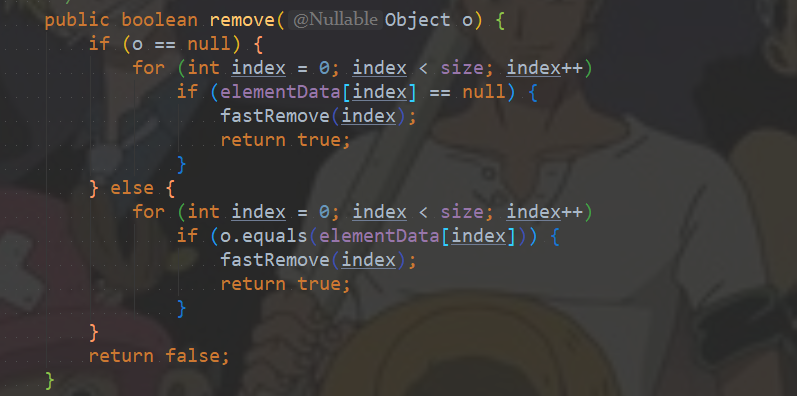 public boolean remove( @Nullable Object o) {
    if (o == null) {
        for (int index = 0; index < size; index++)
            if (elementData[index] == null) {
                fastRemove(index);
                return true;
            }
    } else {
        for (int index = 0; index < size; index++)
            if (o.equals(elementData[index])) {
                fastRemove(index);
                return true;
            }
    }
    return false;
}